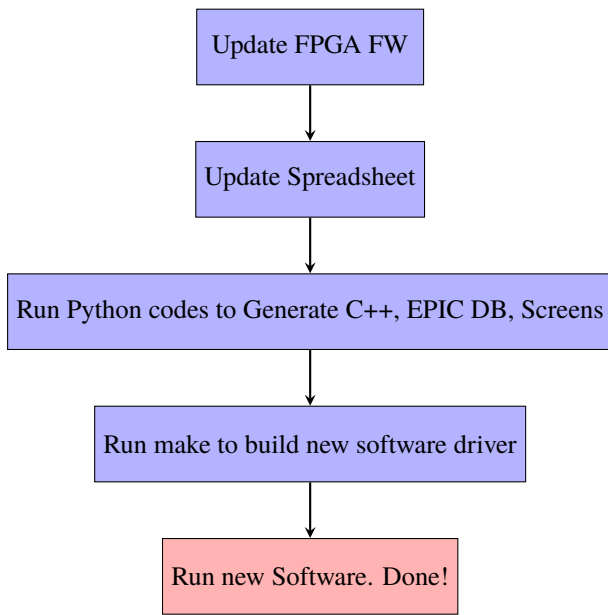 Update FPGA FW
Update Spreadsheet
Run Python codes to Generate C++, EPIC DB, Screens
Run make to build new software driver
Run new Software. Done!